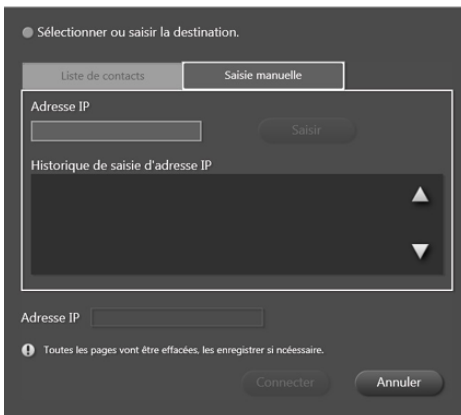 Sélectionner ou saisir la destination.
Liste de contacts Saisie manuelle
Adresse IP
Saisir
Historique de saisie d'adresse IP
Adresse IP
Toutes les pages vont être effacées, les enregistrer si ncéessaire.
Connecter Annuler